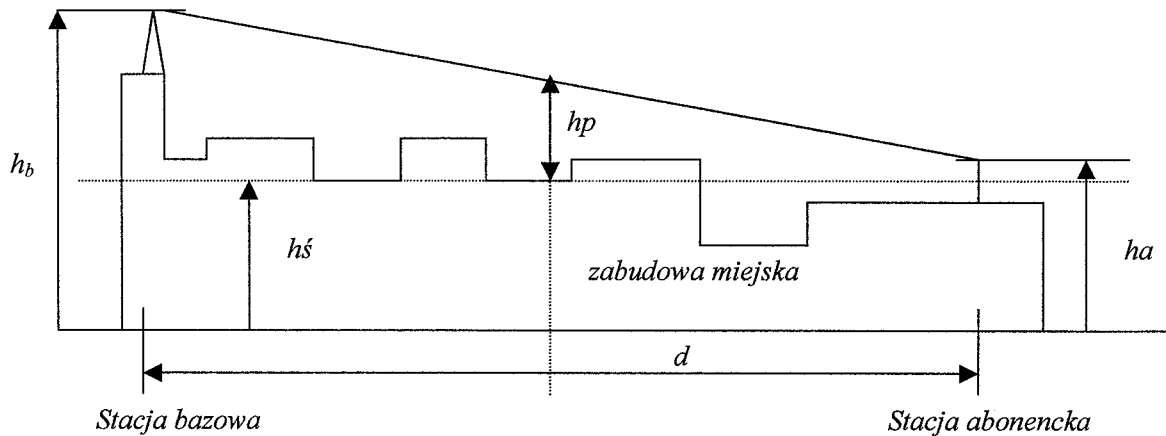 hp
h_b
hś
ha
zabudowa miejska
d
Stacja bazowa
Stacja abonencka